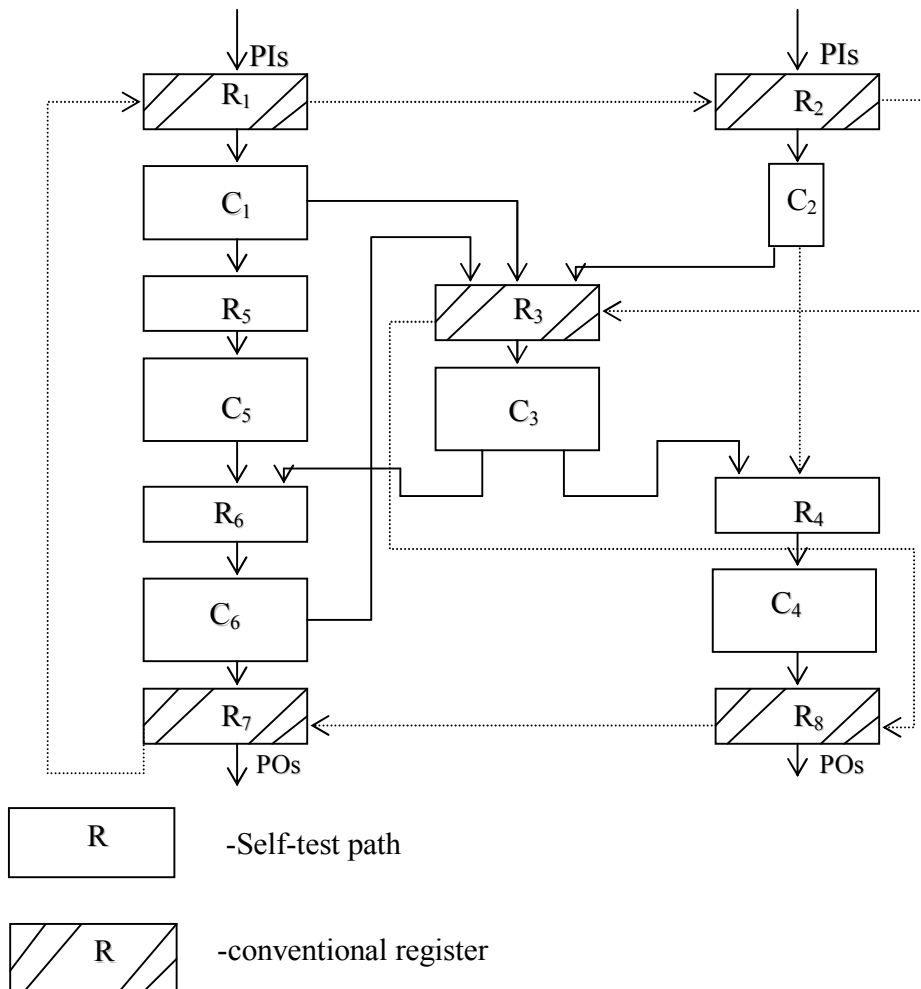 PIs
PIs
R1
R2
C1
C2
R5
R3
C5
C3
R6
R4
C6
C4
R7
R8
POs
POs
R
-Self-test path
R
-conventional register